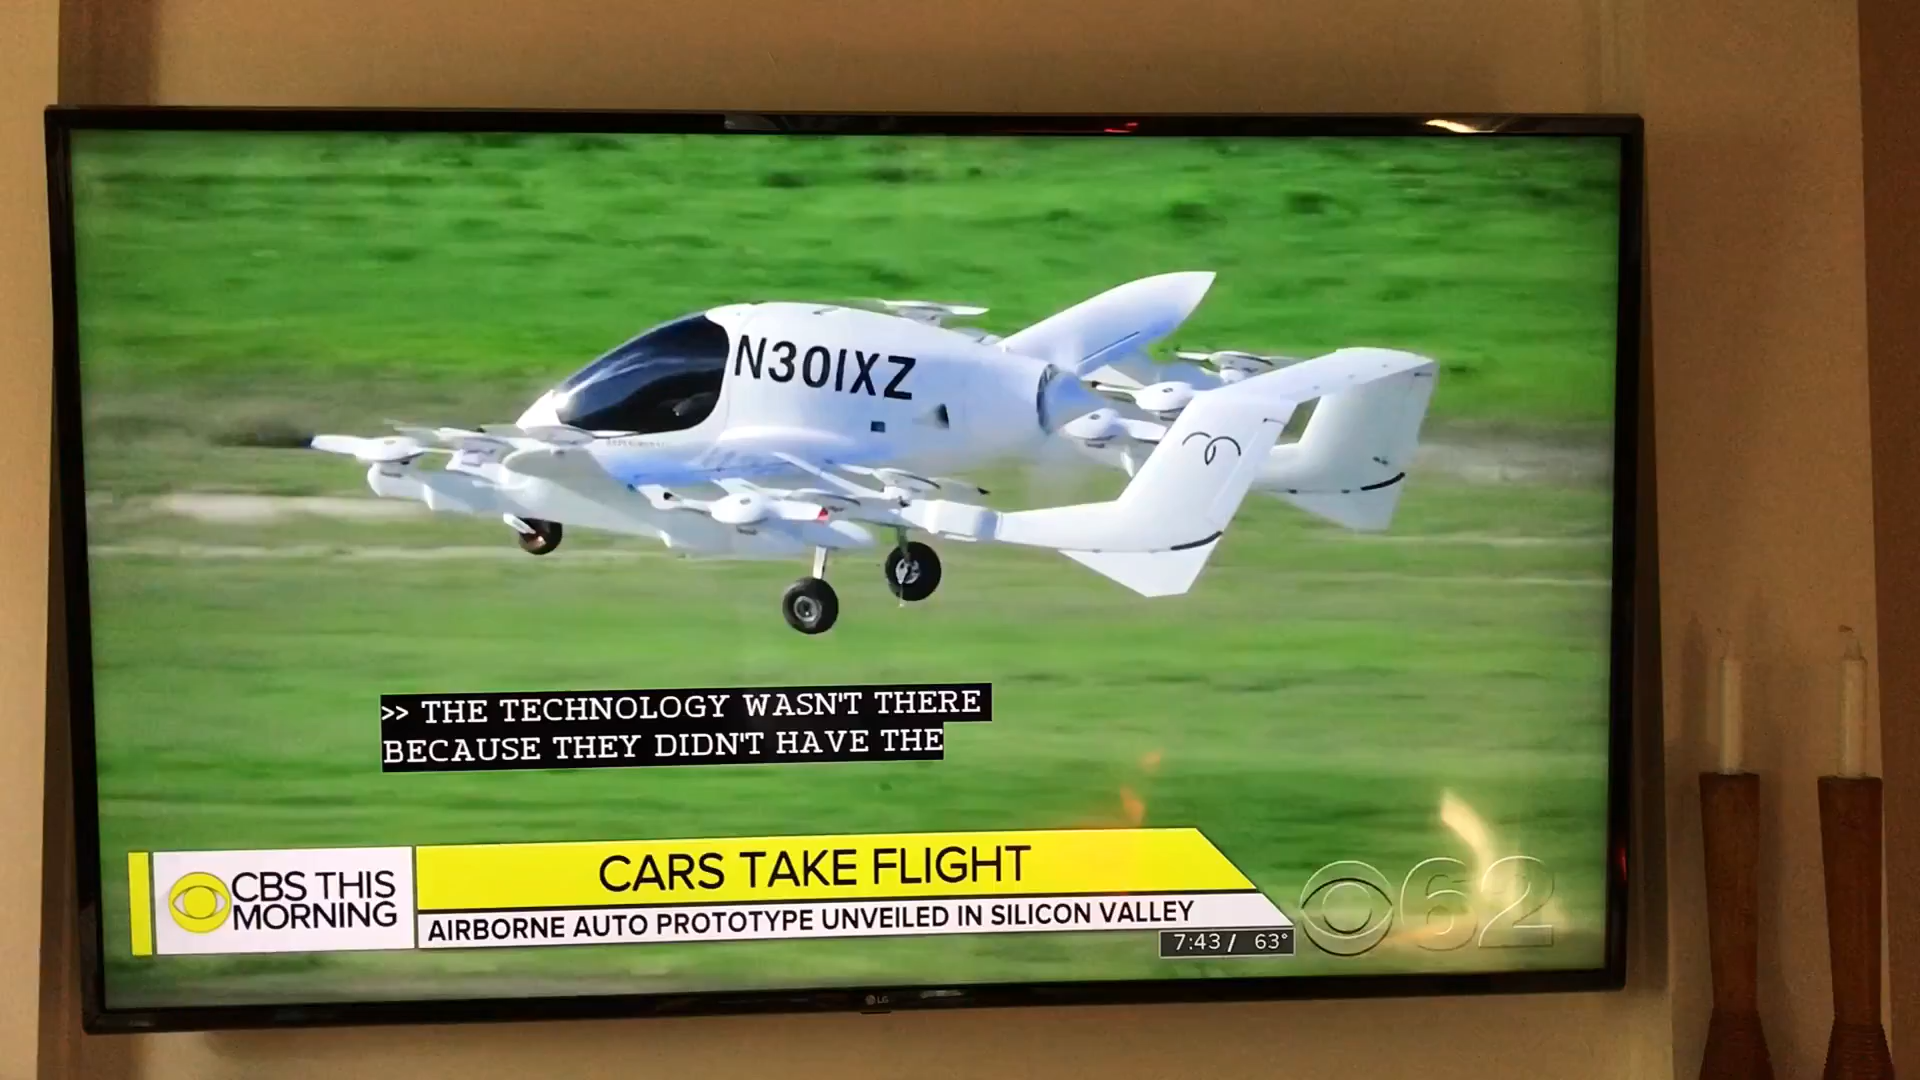 N301XZ
>> THE TECHNOLOGY WASN'T THERE
BECAUSE THEY DIDN'T HAVE THE
CBS THIS
MORNING
CARS TAKE FLIGHT
AIRBORNE AUTO PROTOTYPE UNVEILED IN SILICON VALLEY
7:43 / 63°
62
LG